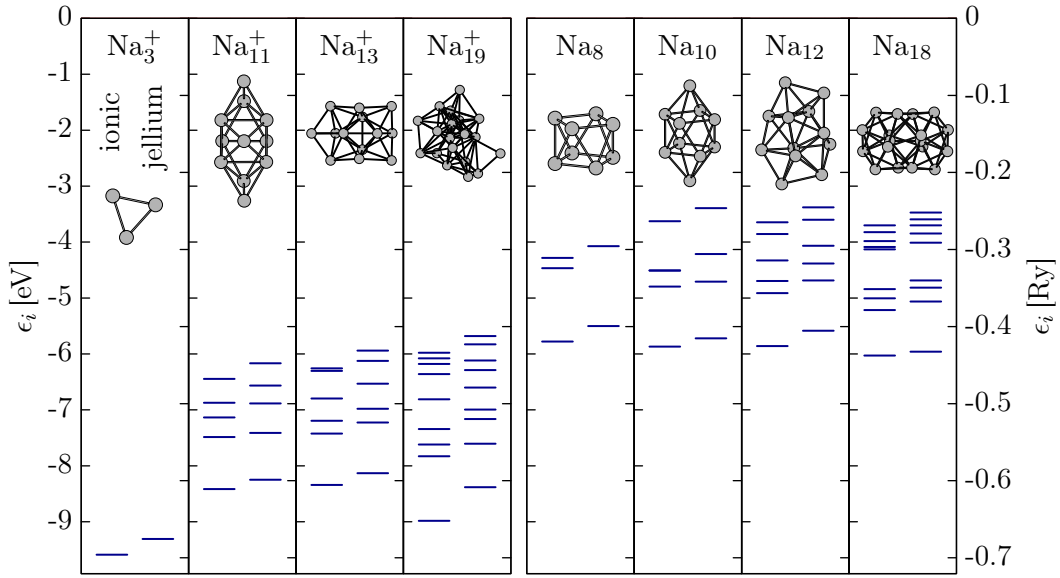 0
-1
-2
-3
-4
-5
-6
-7
-8
-9
ϵᵢ [eV]
Na₃⁺
Na₁₁⁺
Na₁₃⁺
Na₁₉⁺
Na₈
Na₁₀
Na₁₂
Na₁₈
ionic
jellium
0
-0.1
-0.2
-0.3
-0.4
-0.5
-0.6
-0.7
ϵᵢ [Ry]